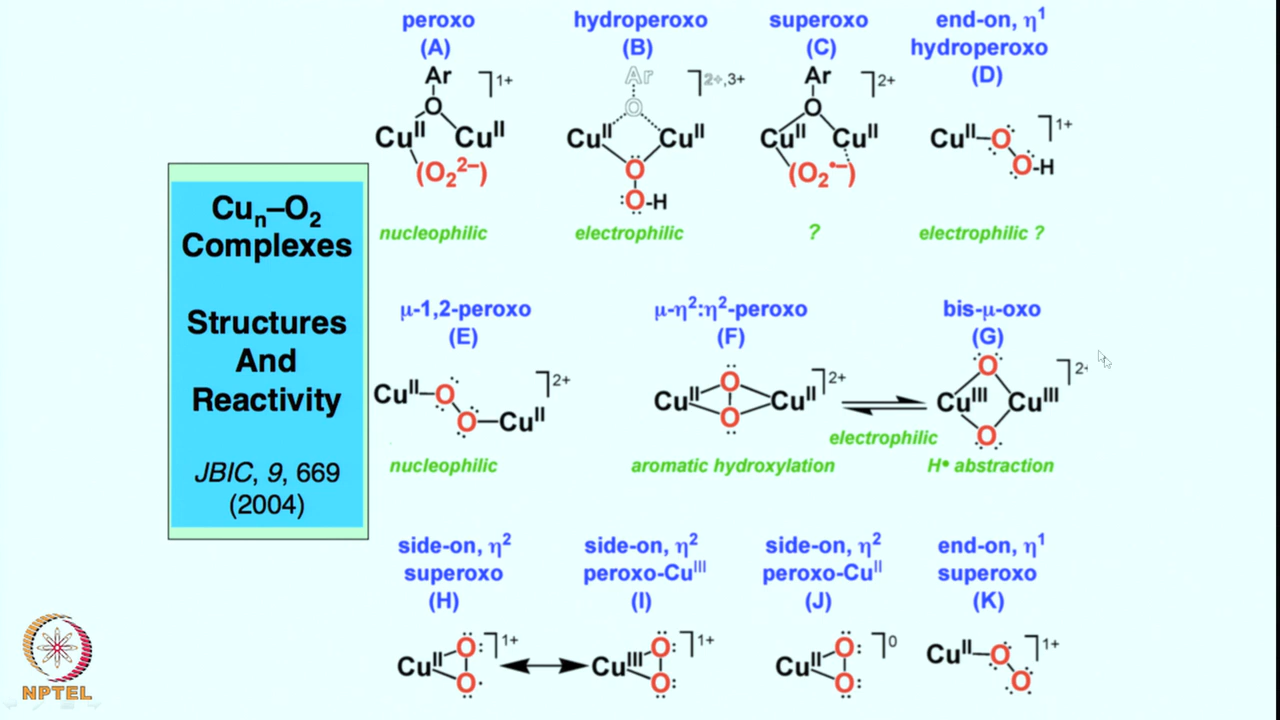 Cuₙ–O₂
Complexes
Structures
And
Reactivity
JBIC, 9, 669
(2004)
NPTEL
peroxo
(A)
Ar
O
Cuᴵᴵ Cuᴵᴵ
(O₂²⁻)
]¹⁺
nucleophilic
hydroperoxo
(B)
Ar
O
Cuᴵᴵ Cuᴵᴵ
O
:O-H
]²⁺,³⁺
electrophilic
superoxo
(C)
Ar
O
Cuᴵᴵ Cuᴵᴵ
(O₂•⁻)
]²⁺
?
end-on, η¹
hydroperoxo
(D)
Cuᴵᴵ–O
O-H
]¹⁺
electrophilic ?
μ-1,2-peroxo
(E)
Cuᴵᴵ–O
O–Cuᴵᴵ
]²⁺
nucleophilic
μ-η²:η²-peroxo
(F)
O
Cuᴵᴵ Cuᴵᴵ
O
]²⁺
aromatic hydroxylation
electrophilic
bis-μ-oxo
(G)
O
Cuᴵᴵᴵ Cuᴵᴵᴵ
O
]²⁺
H• abstraction
side-on, η²
superoxo
(H)
Cuᴵᴵ O:
O·
]¹⁺
side-on, η²
peroxo-Cuᴵᴵᴵ
(I)
Cuᴵᴵᴵ O:
O:
]¹⁺
side-on, η²
peroxo-Cuᴵᴵ
(J)
Cuᴵᴵ O:
O:
]⁰
end-on, η¹
superoxo
(K)
Cuᴵᴵ–O
O
]¹⁺